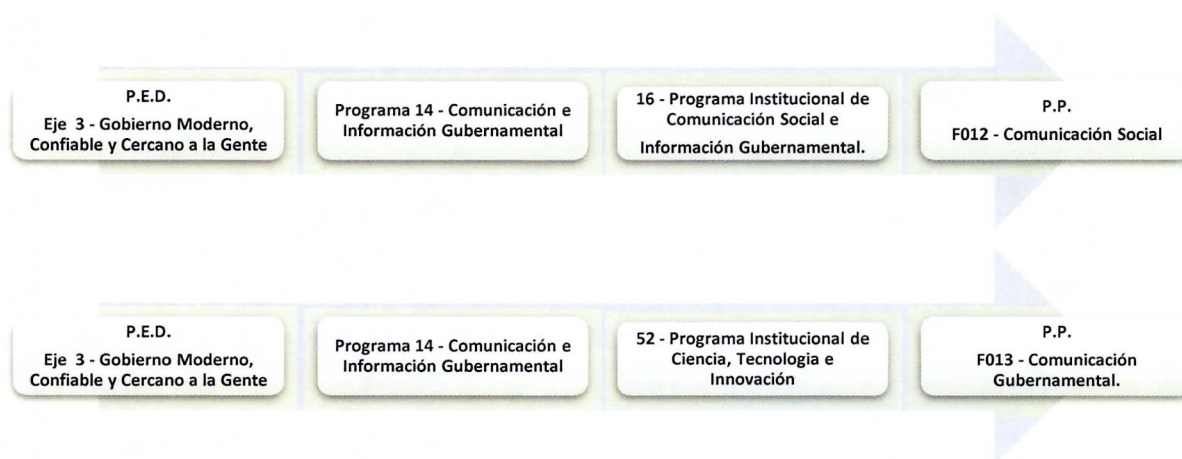 P.E.D.
Eje 3 - Gobierno Moderno,
Confiable y Cercano a la Gente
Programa 14 - Comunicación e
Información Gubernamental
16 - Programa Institucional de
Comunicación Social e
Información Gubernamental.
P.P.
F012 - Comunicación Social
P.E.D.
Eje 3 - Gobierno Moderno,
Confiable y Cercano a la Gente
Programa 14 - Comunicación e
Información Gubernamental
52 - Programa Institucional de
Ciencia, Tecnologia e
Innovación
P.P.
F013 - Comunicación
Gubernamental.